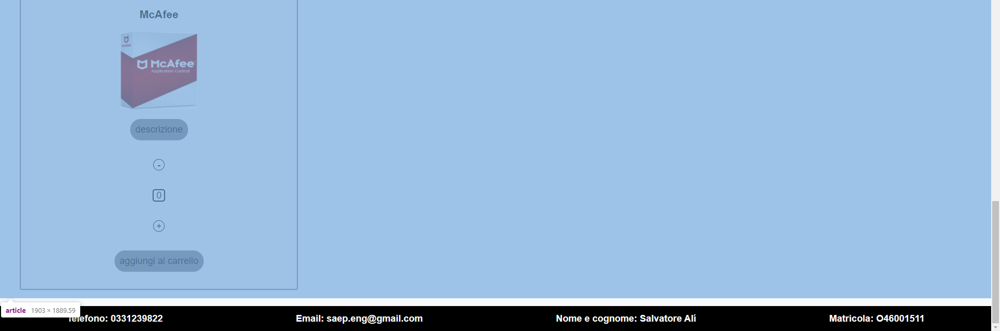 McAfee
McAfee
McAfee
Application Control
descrizione
-
0
+
aggiungi al carrello
article 1903 × 1889.59
Telefono: 0331239822 Email: saep.eng@gmail.com Nome e cognome: Salvatore Alí Matricola: O46001511